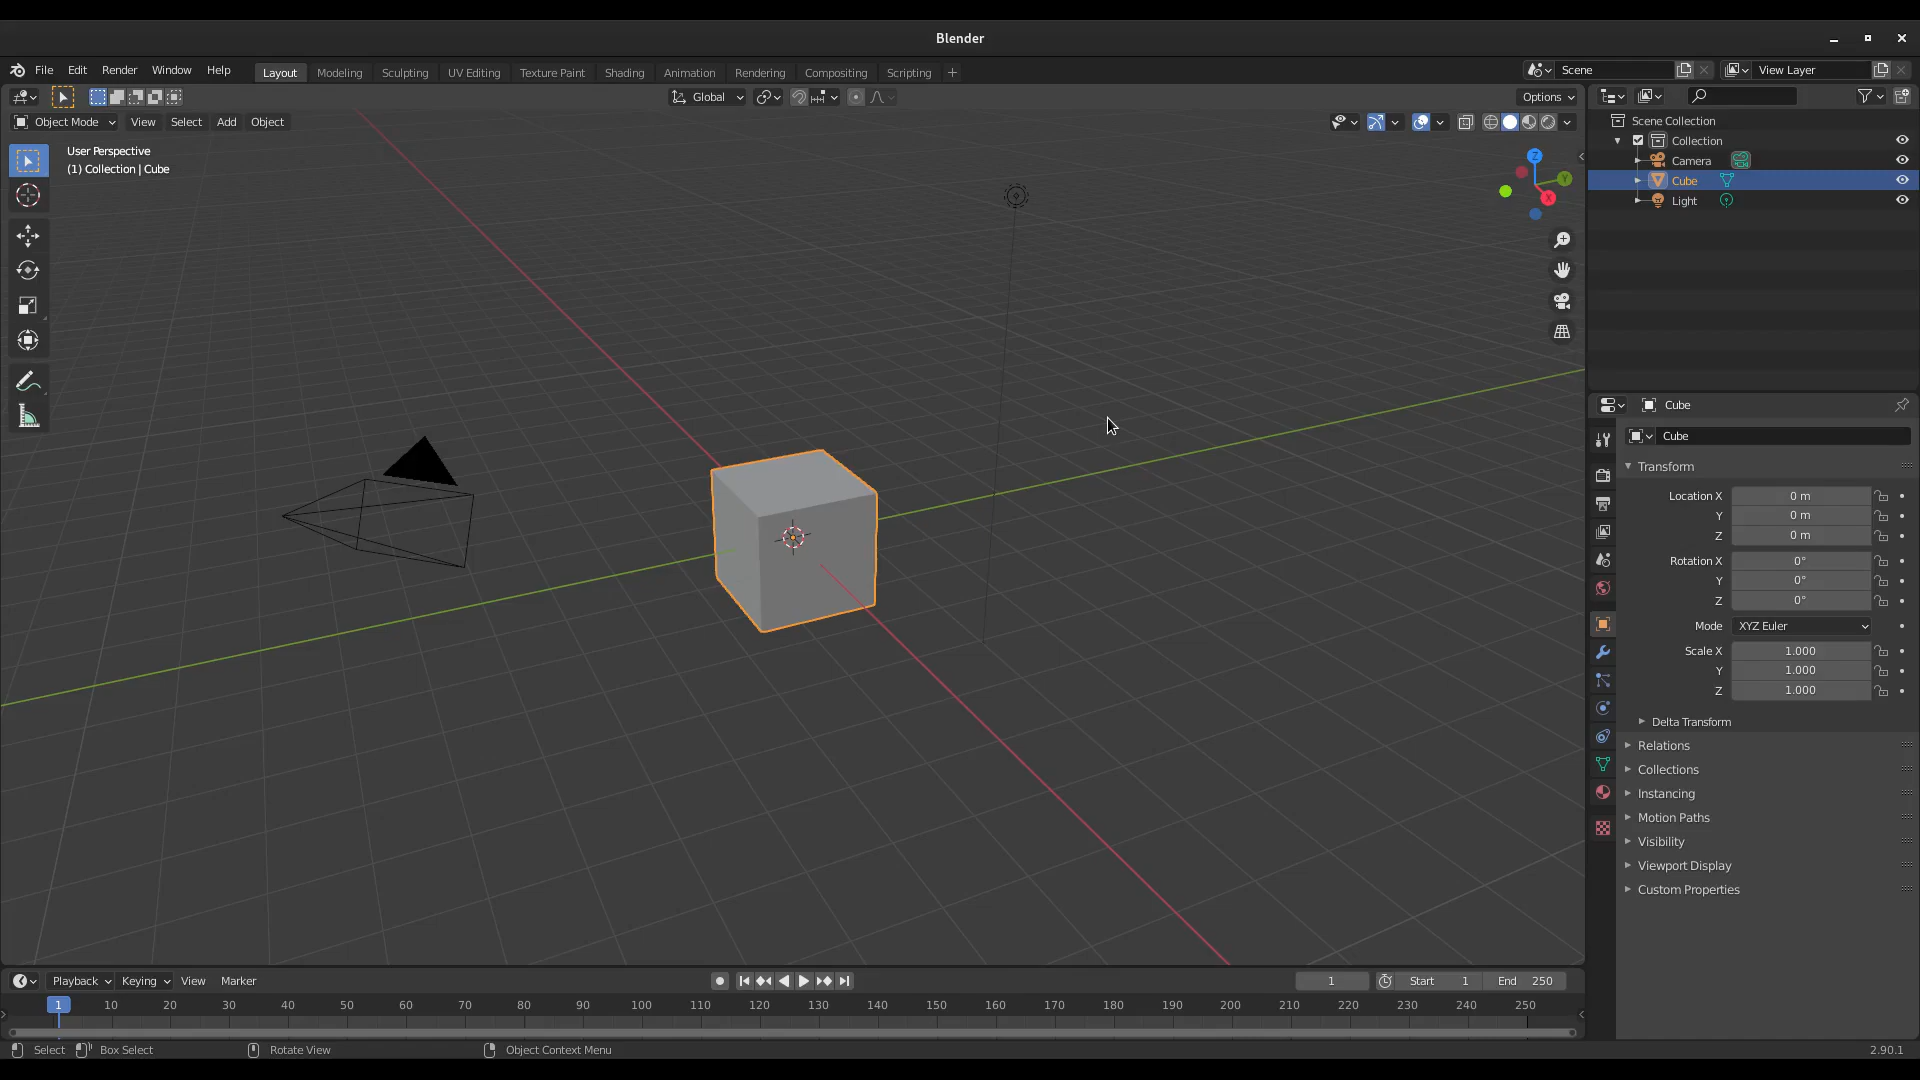 Blender
File Edit Render Window Help Layout Modeling Sculpting UV Editing Texture Paint Shading Animation Rendering Compositing Scripting + Scene View Layer
Global Options
Object Mode View Select Add Object
User Perspective
(1) Collection | Cube
Z
Y
X
Scene Collection
Collection
Camera
Cube
Light
Cube
Cube
Transform
Location X 0 m
Y 0 m
Z 0 m
Rotation X 0°
Y 0°
Z 0°
Mode XYZ Euler
Scale X 1.000
Y 1.000
Z 1.000
Delta Transform
Relations
Collections
Instancing
Motion Paths
Visibility
Viewport Display
Custom Properties
Playback Keying View Marker 1 Start 1 End 250
1 10 20 30 40 50 60 70 80 90 100 110 120 130 140 150 160 170 180 190 200 210 220 230 240 250
Select Box Select Rotate View Object Context Menu 2.90.1